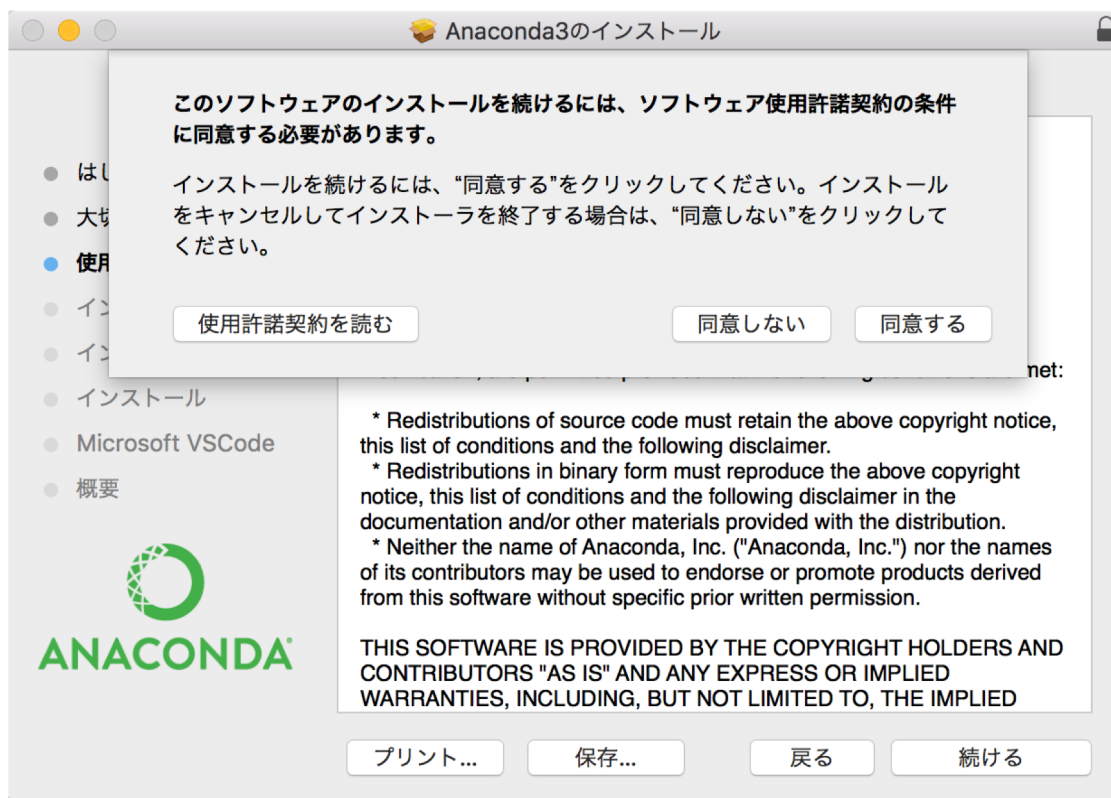 Anaconda3のインストール
このソフトウェアのインストールを続けるには、ソフトウェア使用許諾契約の条件
に同意する必要があります。
インストールを続けるには、“同意する”をクリックしてください。インストール
をキャンセルしてインストーラを終了する場合は、“同意しない”をクリックして
ください。
使用許諾契約を読む
同意しない
同意する
はじ
大切
使用
イン
イン
インストール
Microsoft VSCode
概要
ANACONDA
met:
* Redistributions of source code must retain the above copyright notice,
this list of conditions and the following disclaimer.
* Redistributions in binary form must reproduce the above copyright
notice, this list of conditions and the following disclaimer in the
documentation and/or other materials provided with the distribution.
* Neither the name of Anaconda, Inc. ("Anaconda, Inc.") nor the names
of its contributors may be used to endorse or promote products derived
from this software without specific prior written permission.
THIS SOFTWARE IS PROVIDED BY THE COPYRIGHT HOLDERS AND
CONTRIBUTORS "AS IS" AND ANY EXPRESS OR IMPLIED
WARRANTIES, INCLUDING, BUT NOT LIMITED TO, THE IMPLIED
プリント...
保存...
戻る
続ける